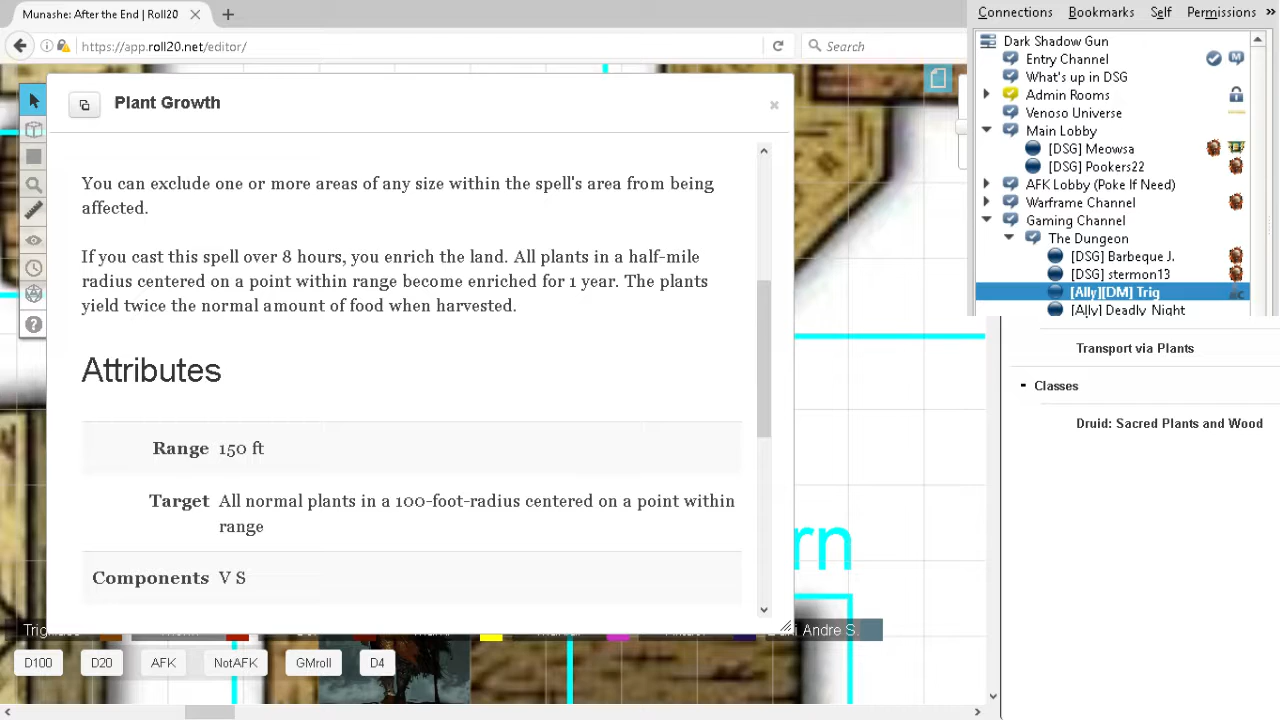 Munashe: After the End | Roll20
https://app.roll20.net/editor/
Search
Connections Bookmarks Self Permissions »
Dark Shadow Gun
Entry Channel
What's up in DSG
Admin Rooms
Venoso Universe
Main Lobby
[DSG] Meowsa
[DSG] Pookers22
AFK Lobby (Poke If Need)
Warframe Channel
Gaming Channel
The Dungeon
[DSG] Barbeque J.
[DSG] stermon13
[Ally][DM] Trig
[Ally] Deadly Night
Plant Growth
You can exclude one or more areas of any size within the spell's area from being
affected.
If you cast this spell over 8 hours, you enrich the land. All plants in a half-mile
radius centered on a point within range become enriched for 1 year. The plants
yield twice the normal amount of food when harvested.
Attributes
Range 150 ft
Target All normal plants in a 100-foot-radius centered on a point within
range
Components V S
Transport via Plants
Classes
Druid: Sacred Plants and Wood
rn
Andre S.
D100 D20 AFK NotAFK GMroll D4